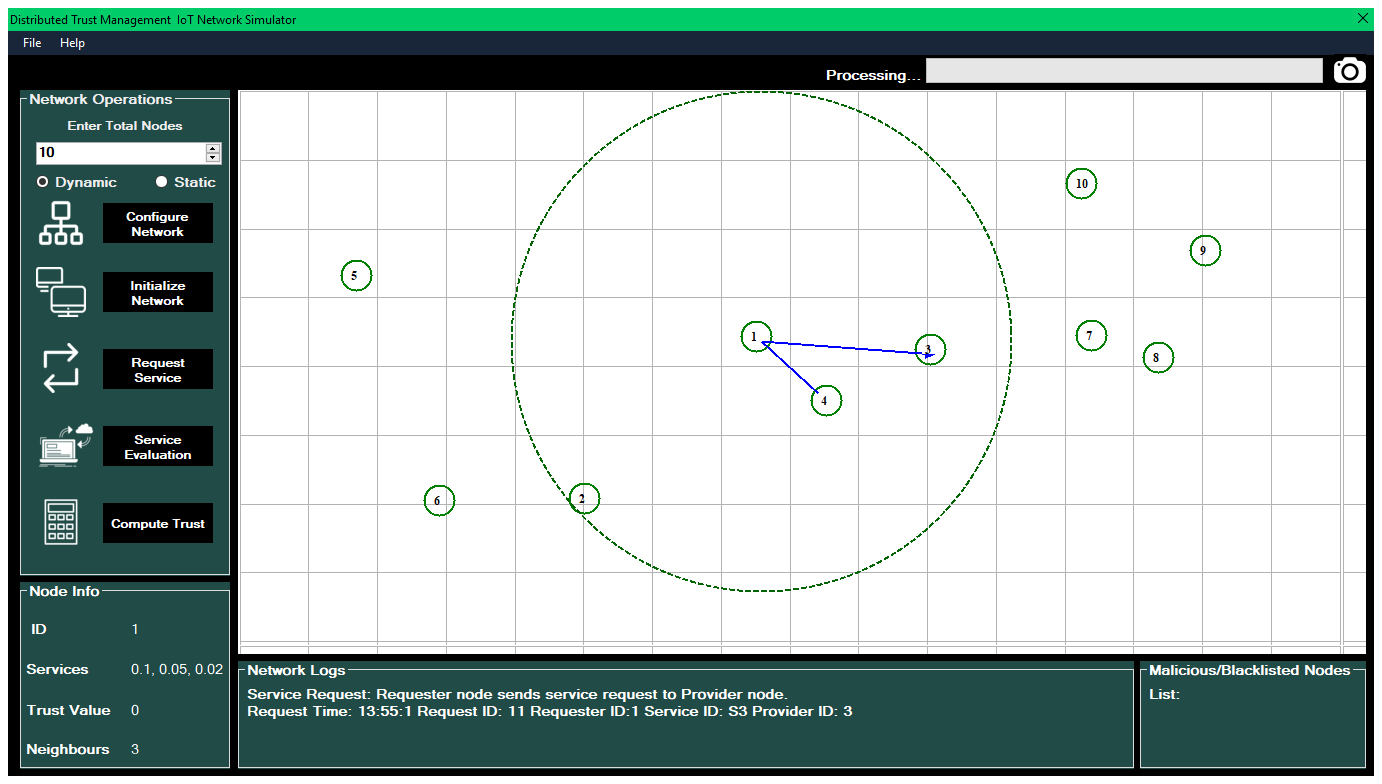 Distributed Trust Management  IoT Network Simulator
File Help
Processing...
Network Operations
Enter Total Nodes
10
Dynamic Static
Configure
Network
Initialize
Network
Request
Service
Service
Evaluation
Compute Trust
10
9
5
1
3
7
8
4
6
2
Node Info
ID 1
Services 0.1, 0.05, 0.02
Trust Value 0
Neighbours 3
Network Logs
Service Request: Requester node sends service request to Provider node.
Request Time: 13:55:1 Request ID: 11 Requester ID:1 Service ID: S3 Provider ID: 3
Malicious/Blacklisted Nodes
List: